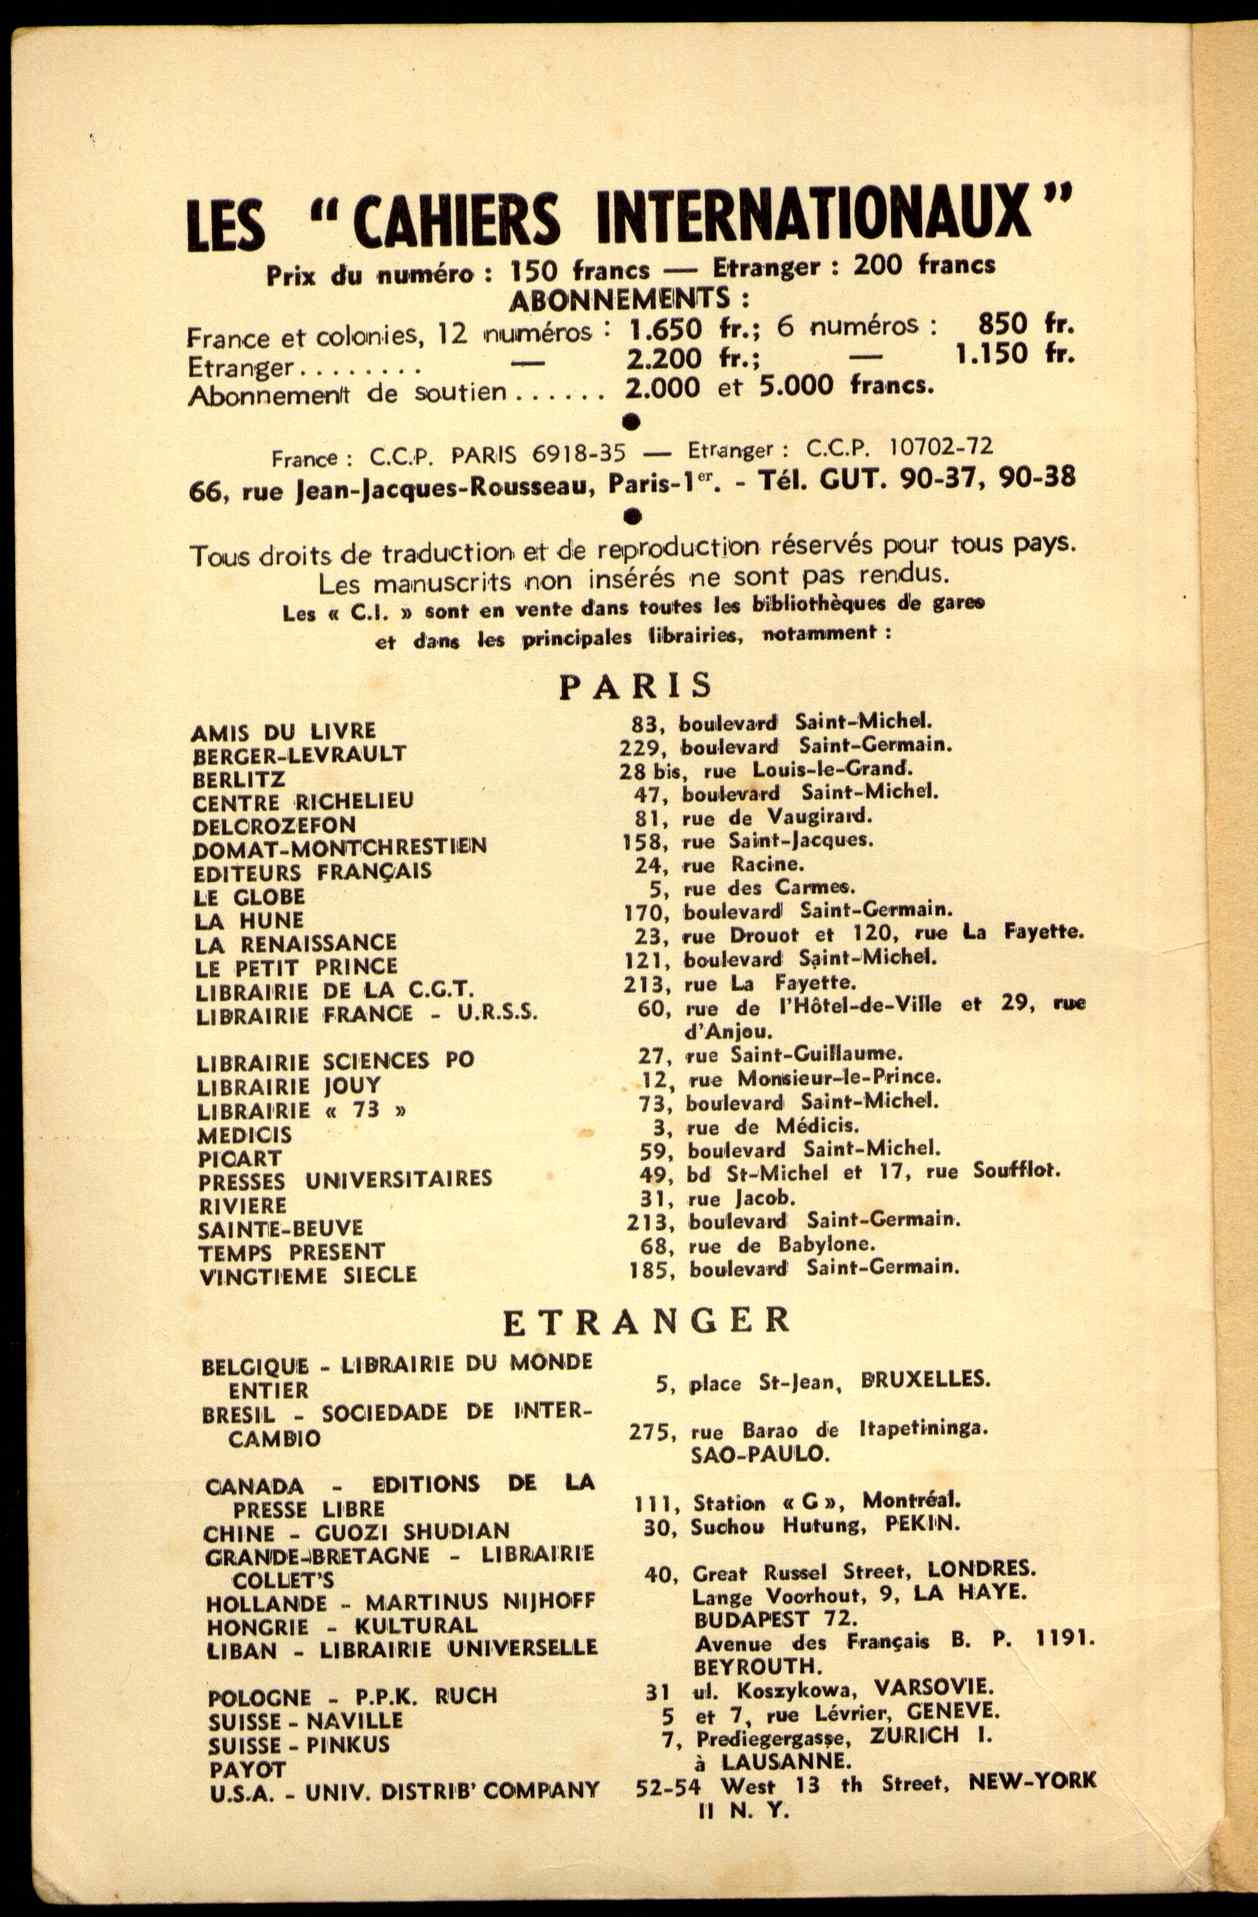 LES “ CAHIERS INTERNATIONAUX ”
Prix du numéro : 150 francs — Etranger : 200 francs
ABONNEMENTS :
France et colonies, 12 numéros : 1.650 fr.; 6 numéros : 850 fr.
Etranger........ — 2.200 fr.; — 1.150 fr.
Abonnement de soutien ...... 2.000 et 5.000 francs.
●
France : C.C.P. PARIS 6918-35 — Etranger : C.C.P. 10702-72
66, rue Jean-Jacques-Rousseau, Paris-1er. - Tél. GUT. 90-37, 90-38
●
Tous droits de traduction et de reproduction réservés pour tous pays.
Les manuscrits non insérés ne sont pas rendus.
Les « C.I. » sont en vente dans toutes les bibliothèques de gares
et dans les principales librairies, notamment :
PARIS
AMIS DU LIVRE 83, boulevard Saint-Michel.
BERGER-LEVRAULT 229, boulevard Saint-Germain.
BERLITZ 28 bis, rue Louis-le-Grand.
CENTRE RICHELIEU 47, boulevard Saint-Michel.
DELCROZEFON 81, rue de Vaugirard.
DOMAT-MONTCHRESTIEN 158, rue Saint-Jacques.
EDITEURS FRANÇAIS 24, rue Racine.
LE GLOBE 5, rue des Carmes.
LA HUNE 170, boulevard Saint-Germain.
LA RENAISSANCE 23, rue Drouot et 120, rue La Fayette.
LE PETIT PRINCE 121, boulevard Saint-Michel.
LIBRAIRIE DE LA C.G.T. 213, rue La Fayette.
LIBRAIRIE FRANCE - U.R.S.S. 60, rue de l'Hôtel-de-Ville et 29, rue
d'Anjou.
LIBRAIRIE SCIENCES PO 27, rue Saint-Guillaume.
LIBRAIRIE JOUY 12, rue Monsieur-le-Prince.
LIBRAIRIE « 73 » 73, boulevard Saint-Michel.
MEDICIS 3, rue de Médicis.
PICART 59, boulevard Saint-Michel.
PRESSES UNIVERSITAIRES 49, bd St-Michel et 17, rue Soufflot.
RIVIERE 31, rue Jacob.
SAINTE-BEUVE 213, boulevard Saint-Germain.
TEMPS PRESENT 68, rue de Babylone.
VINGTIEME SIECLE 185, boulevard Saint-Germain.
ETRANGER
BELGIQUE - LIBRAIRIE DU MONDE
ENTIER 5, place St-Jean, BRUXELLES.
BRESIL - SOCIEDADE DE INTER-
CAMBIO 275, rue Barao de Itapetininga.
SAO-PAULO.
CANADA - EDITIONS DE LA
PRESSE LIBRE 111, Station « G », Montréal.
CHINE - GUOZI SHUDIAN 30, Suchou Hutung, PEKIN.
GRANDE-BRETAGNE - LIBRAIRIE
COLLET'S 40, Great Russel Street, LONDRES.
HOLLANDE - MARTINUS NIJHOFF Lange Voorhout, 9, LA HAYE.
HONGRIE - KULTURAL BUDAPEST 72.
LIBAN - LIBRAIRIE UNIVERSELLE Avenue des Français B. P. 1191.
BEYROUTH.
POLOGNE - P.P.K. RUCH 31 ul. Koszykowa, VARSOVIE.
SUISSE - NAVILLE 5 et 7, rue Lévrier, GENEVE.
SUISSE - PINKUS 7, Prediegergasse, ZURICH I.
PAYOT à LAUSANNE.
U.S.A. - UNIV. DISTRIB' COMPANY 52-54 West 13 th Street, NEW-YORK
II N. Y.